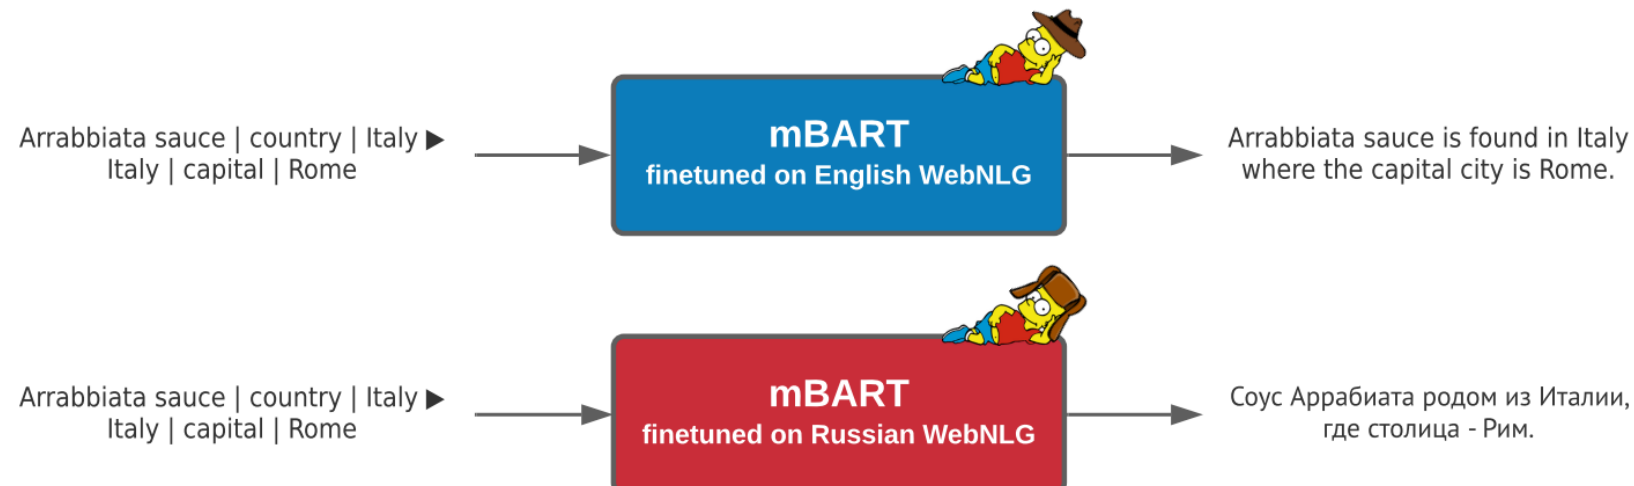 Arrabbiata sauce | country | Italy ▶
Italy | capital | Rome
mBART
finetuned on English WebNLG
Arrabbiata sauce is found in Italy
where the capital city is Rome.
Arrabbiata sauce | country | Italy ▶
Italy | capital | Rome
mBART
finetuned on Russian WebNLG
Соус Аррабиата родом из Италии,
где столица - Рим.